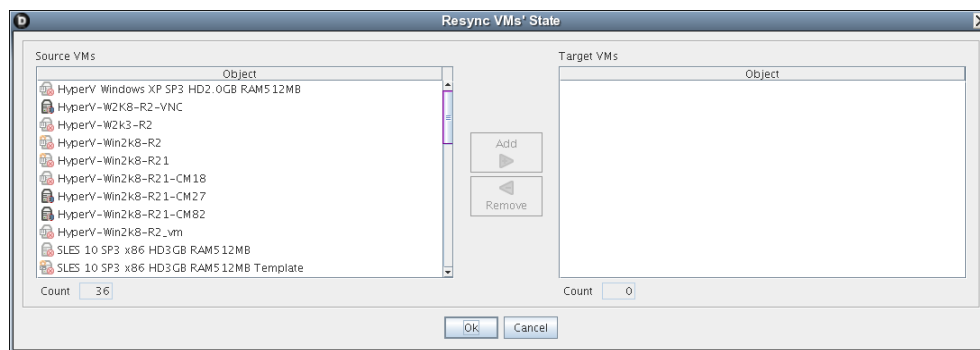 Resync VMs' State
Source VMs
Object
HyperV Windows XP SP3 HD2.0GB RAM512MB
HyperV-W2K8-R2-VNC
HyperV-W2k3-R2
HyperV-Win2k8-R2
HyperV-Win2k8-R21
HyperV-Win2k8-R21-CM18
HyperV-Win2k8-R21-CM27
HyperV-Win2k8-R21-CM82
HyperV-Win2k8-R2_vm
SLES 10 SP3 x86 HD3GB RAM512MB
SLES 10 SP3 x86 HD3GB RAM512MB Template
Count 36
Add
Remove
Target VMs
Object
Count 0
Ok Cancel